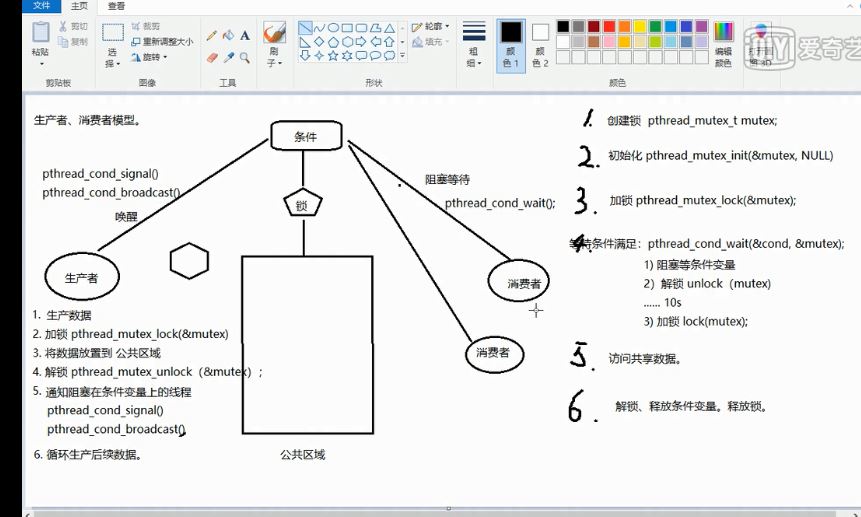 文件
主页
查看
粘贴
剪切
复制
剪贴板
选择
裁剪
重新调整大小
旋转
图像
A
工具
刷子
形状
轮廓
填充
粗细
颜色 1
颜色 2
颜色
编辑颜色
爱奇艺
生产者、消费者模型。
条件
pthread_cond_signal()
pthread_cond_broadcast()
唤醒
锁
阻塞等待
pthread_cond_wait();
生产者
消费者
消费者
1. 生产数据
2. 加锁 pthread_mutex_lock(&mutex)
3. 将数据放置到 公共区域
4. 解锁 pthread_mutex_unlock（&mutex）;
5. 通知阻塞在条件变量上的线程
pthread_cond_signal()
pthread_cond_broadcast()
6. 循环生产后续数据。
公共区域
1. 创建锁 pthread_mutex_t mutex;
2. 初始化 pthread_mutex_init(&mutex, NULL)
3. 加锁 pthread_mutex_lock(&mutex);
4. 等待条件满足：pthread_cond_wait(&cond, &mutex);
1) 阻塞等条件变量
2）解锁 unlock（mutex）
...... 10s
3) 加锁 lock(mutex);
5. 访问共享数据。
6. 解锁、释放条件变量。释放锁。